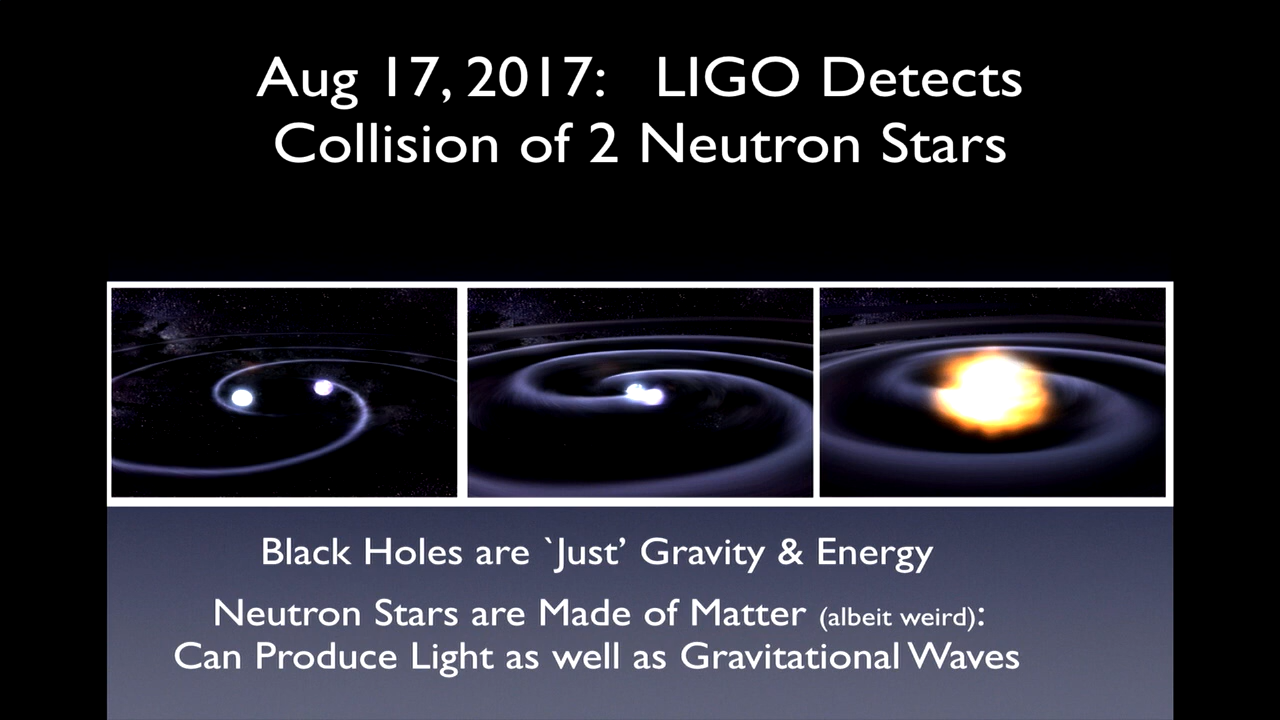 Aug 17, 2017: LIGO Detects
Collision of 2 Neutron Stars
Black Holes are `Just’ Gravity & Energy
Neutron Stars are Made of Matter (albeit weird):
Can Produce Light as well as Gravitational Waves